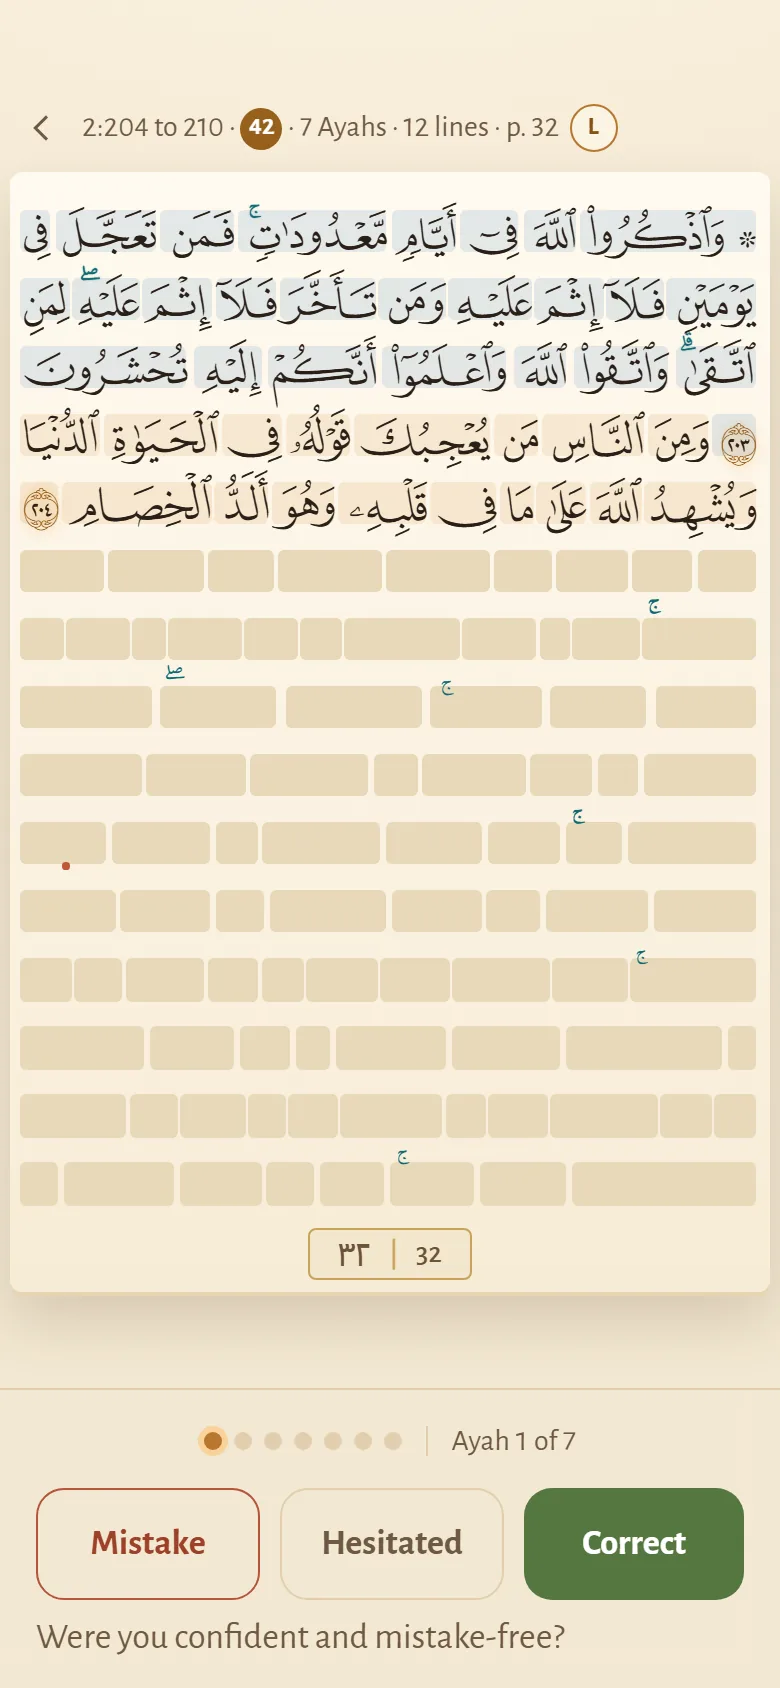 2:204 to 210 · 42 · 7 Ayahs · 12 lines · p. 32 L
۞ وَٱذْكُرُوا۟ ٱللَّهَ فِىٓ أَيَّامٍ مَّعْدُودَٰتٍ ۚ فَمَن تَعَجَّلَ فِى
يَوْمَيْنِ فَلَآ إِثْمَ عَلَيْهِ وَمَن تَأَخَّرَ فَلَآ إِثْمَ عَلَيْهِ ۖ لِمَنِ
ٱتَّقَىٰ ۗ وَٱتَّقُوا۟ ٱللَّهَ وَٱعْلَمُوٓا۟ أَنَّكُمْ إِلَيْهِ تُحْشَرُونَ
٢٠٣ وَمِنَ ٱلنَّاسِ مَن يُعْجِبُكَ قَوْلُهُۥ فِى ٱلْحَيَوٰةِ ٱلدُّنْيَا
وَيُشْهِدُ ٱللَّهَ عَلَىٰ مَا فِى قَلْبِهِۦ وَهُوَ أَلَدُّ ٱلْخِصَامِ ٢٠٤
ج
ج صلے
ج
ج
ج
٣٢ | 32
Ayah 1 of 7
Mistake Hesitated Correct
Were you confident and mistake-free?